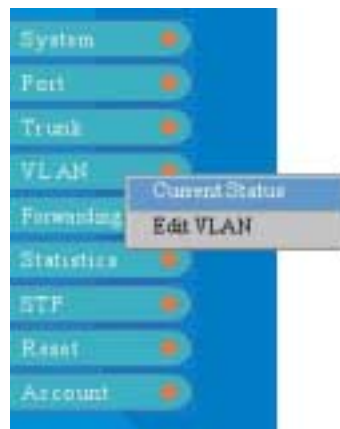 System
Port
Trunk
VLAN
Current Status
Edit VLAN
Forwarding
Statistics
STP
Reset
Account